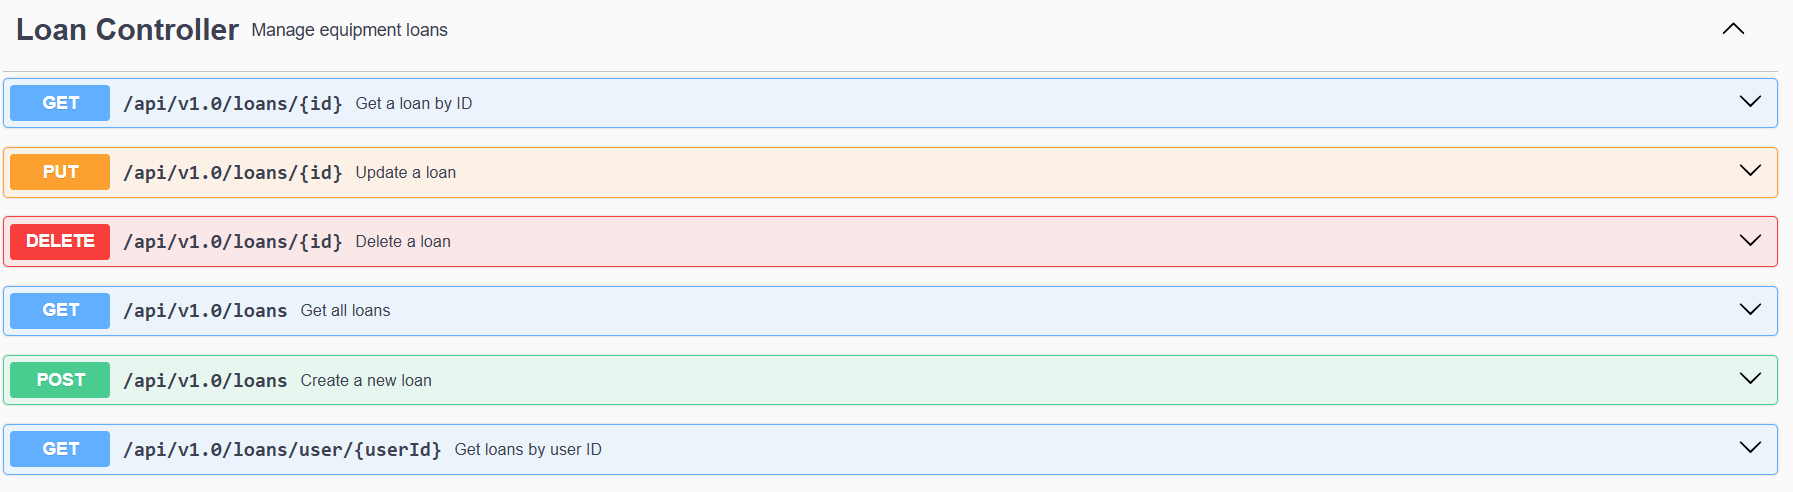 Loan Controller Manage equipment loans
GET /api/v1.0/loans/{id} Get a loan by ID
PUT /api/v1.0/loans/{id} Update a loan
DELETE /api/v1.0/loans/{id} Delete a loan
GET /api/v1.0/loans Get all loans
POST /api/v1.0/loans Create a new loan
GET /api/v1.0/loans/user/{userId} Get loans by user ID